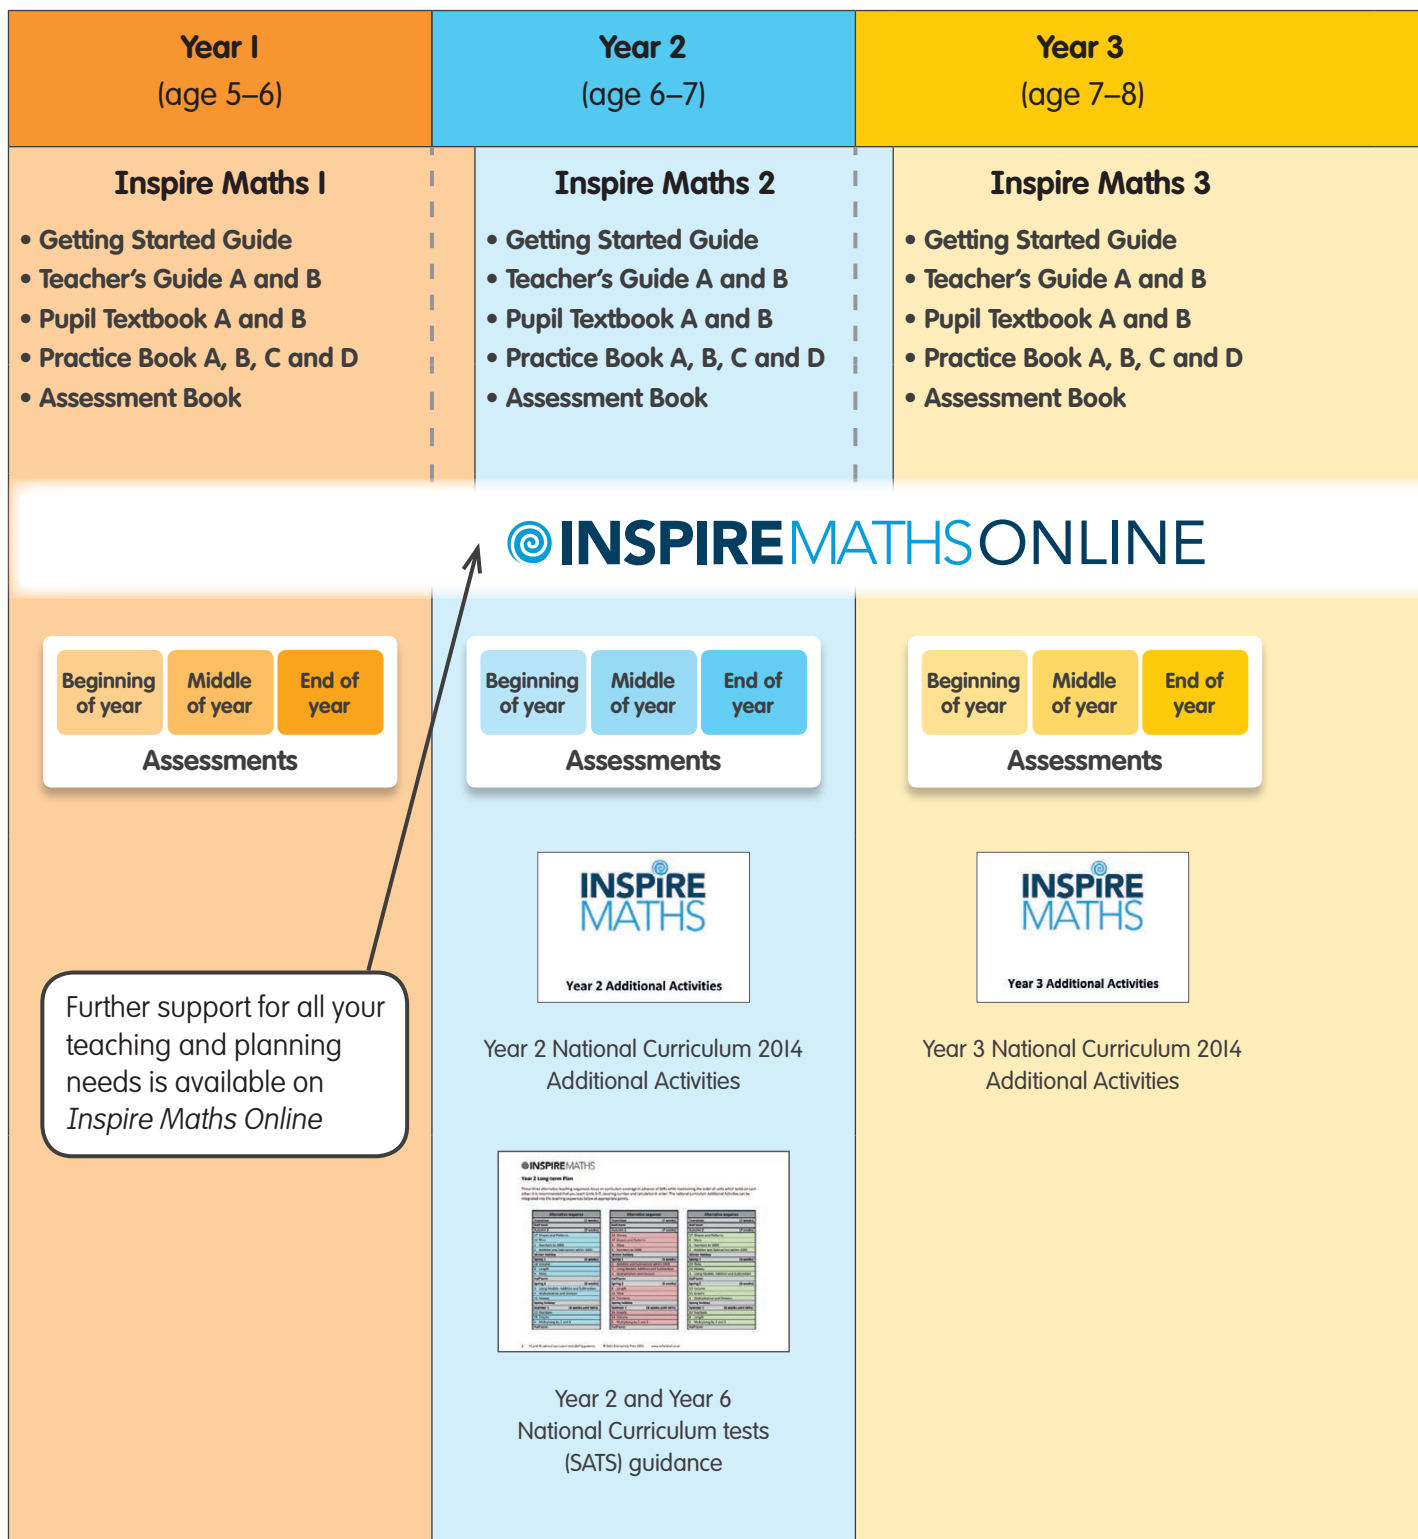 Year 1
(age 5–6)
Year 2
(age 6–7)
Year 3
(age 7–8)
Inspire Maths 1
• Getting Started Guide
• Teacher's Guide A and B
• Pupil Textbook A and B
• Practice Book A, B, C and D
• Assessment Book
Inspire Maths 2
• Getting Started Guide
• Teacher's Guide A and B
• Pupil Textbook A and B
• Practice Book A, B, C and D
• Assessment Book
Inspire Maths 3
• Getting Started Guide
• Teacher's Guide A and B
• Pupil Textbook A and B
• Practice Book A, B, C and D
• Assessment Book
INSPIRE MATHS ONLINE
Beginning
of year
Middle
of year
End of
year
Assessments
Beginning
of year
Middle
of year
End of
year
Assessments
Beginning
of year
Middle
of year
End of
year
Assessments
Further support for all your
teaching and planning
needs is available on
Inspire Maths Online
INSPIRE
MATHS
Year 2 Additional Activities
Year 2 National Curriculum 2014
Additional Activities
INSPIRE MATHS
Year 2 Long-term Plan
Year 2 and Year 6
National Curriculum tests
(SATS) guidance
INSPIRE
MATHS
Year 3 Additional Activities
Year 3 National Curriculum 2014
Additional Activities